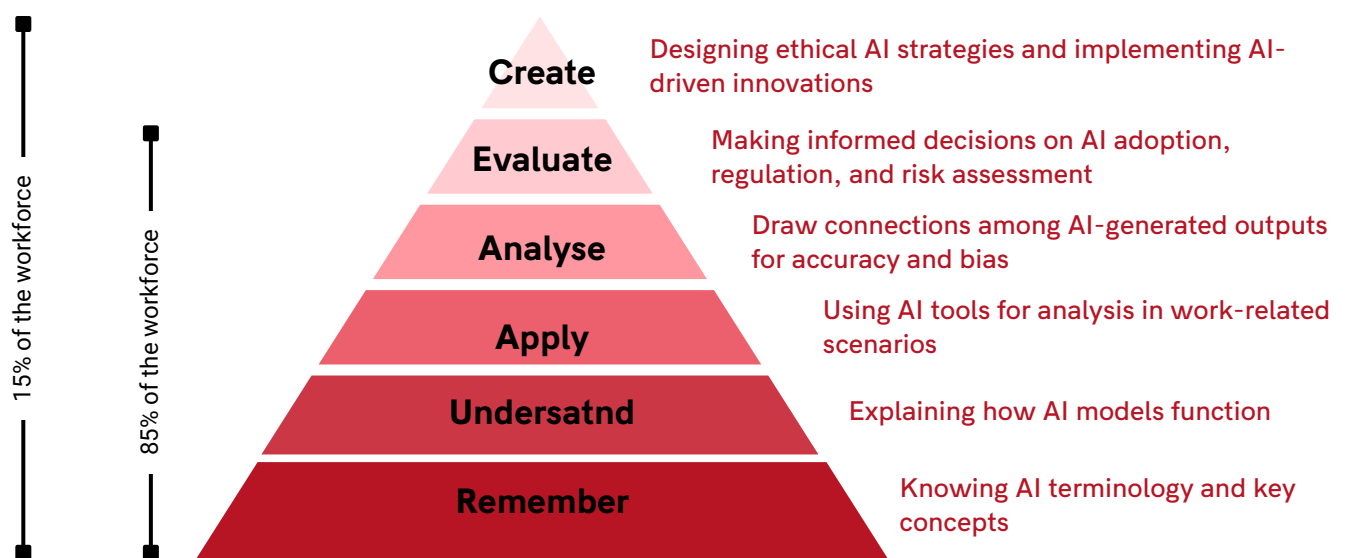 Create
Designing ethical AI strategies and implementing AI-
driven innovations
Evaluate
Making informed decisions on AI adoption,
regulation, and risk assessment
Analyse
Draw connections among AI-generated outputs
for accuracy and bias
Apply
Using AI tools for analysis in work-related
scenarios
Undersatnd
Explaining how AI models function
Remember
Knowing AI terminology and key
concepts
15% of the workforce
85% of the workforce